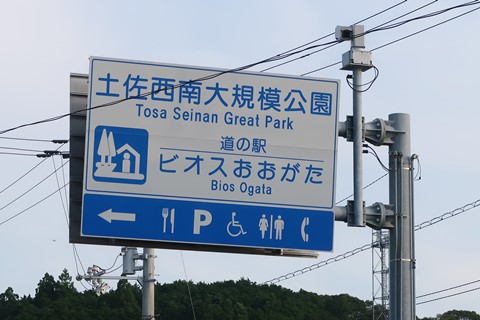 土佐西南大規模公園
Tosa Seinan Great Park
道の駅
ビオスおおがた
Bios Ogata
P